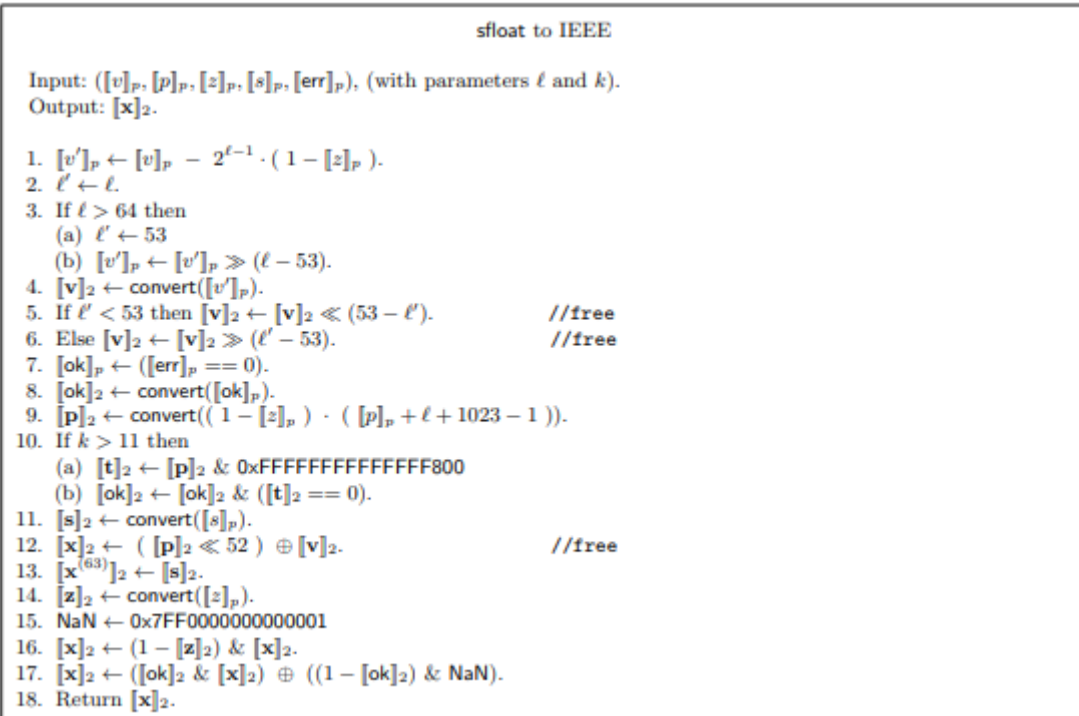 sfloat to IEEE
Input: (⟦v⟧ₚ, ⟦p⟧ₚ, ⟦z⟧ₚ, ⟦s⟧ₚ, ⟦err⟧ₚ), (with parameters ℓ and k).
Output: ⟦𝐱⟧₂.
1. ⟦v′⟧ₚ ← ⟦v⟧ₚ − 2^{ℓ−1} · ( 1 − ⟦z⟧ₚ ).
2. ℓ′ ← ℓ.
3. If ℓ > 64 then
(a) ℓ′ ← 53
(b) ⟦v′⟧ₚ ← ⟦v′⟧ₚ ≫ (ℓ − 53).
4. ⟦𝐯⟧₂ ← convert(⟦v′⟧ₚ).
5. If ℓ′ < 53 then ⟦𝐯⟧₂ ← ⟦𝐯⟧₂ ≪ (53 − ℓ′). //free
6. Else ⟦𝐯⟧₂ ← ⟦𝐯⟧₂ ≫ (ℓ′ − 53). //free
7. ⟦ok⟧ₚ ← (⟦err⟧ₚ == 0).
8. ⟦ok⟧₂ ← convert(⟦ok⟧ₚ).
9. ⟦𝐩⟧₂ ← convert(( 1 − ⟦z⟧ₚ ) · ( ⟦p⟧ₚ + ℓ + 1023 − 1 )).
10. If k > 11 then
(a) ⟦𝐭⟧₂ ← ⟦𝐩⟧₂ & 0xFFFFFFFFFFFFF800
(b) ⟦ok⟧₂ ← ⟦ok⟧₂ & (⟦𝐭⟧₂ == 0).
11. ⟦𝐬⟧₂ ← convert(⟦s⟧ₚ).
12. ⟦𝐱⟧₂ ← ( ⟦𝐩⟧₂ ≪ 52 ) ⊕ ⟦𝐯⟧₂. //free
13. ⟦𝐱^{(63)}⟧₂ ← ⟦𝐬⟧₂.
14. ⟦𝐳⟧₂ ← convert(⟦z⟧ₚ).
15. NaN ← 0x7FF0000000000001
16. ⟦𝐱⟧₂ ← (1 − ⟦𝐳⟧₂) & ⟦𝐱⟧₂.
17. ⟦𝐱⟧₂ ← (⟦ok⟧₂ & ⟦𝐱⟧₂) ⊕ ((1 − ⟦ok⟧₂) & NaN).
18. Return ⟦𝐱⟧₂.